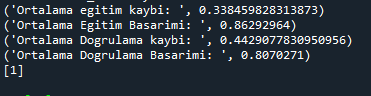 ('Ortalama egitim kaybi: ', 0.338459828313873)
('Ortalama Egitim Basarimi: ', 0.86292964)
('Ortalama Dogrulama kaybi: ', 0.4429077830950956)
('Ortalama Dogrulama Basarimi: ', 0.8070271)
[1]